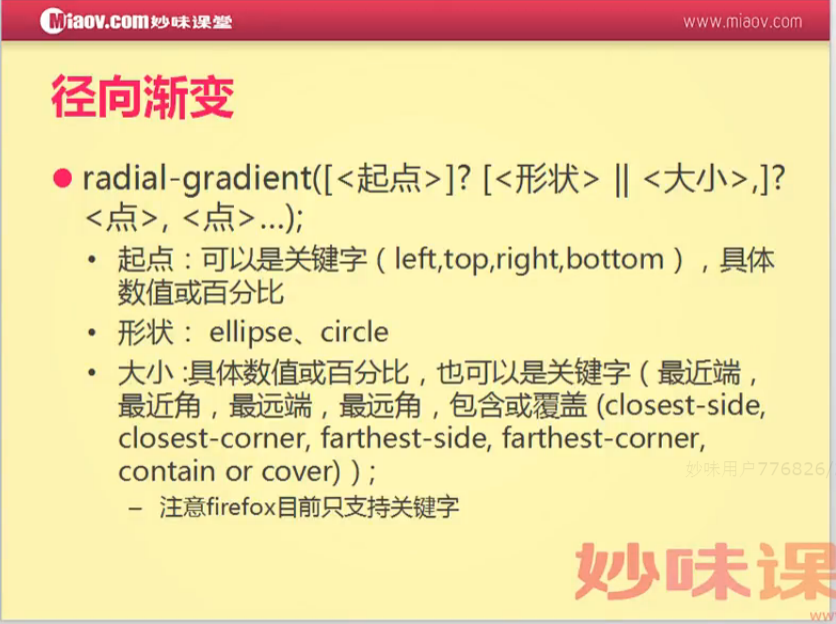 Miaov.com妙味课堂
www.miaov.com
径向渐变
radial-gradient([<起点>]? [<形状> || <大小>,]?
<点>, <点>…);
起点：可以是关键字（left,top,right,bottom），具体
数值或百分比
形状： ellipse、circle
大小 :具体数值或百分比，也可以是关键字（最近端，
最近角，最远端，最远角，包含或覆盖 (closest-side,
closest-corner, farthest-side, farthest-corner,
contain or cover) ) ;
– 注意firefox目前只支持关键字
妙味用户776826/
妙味课
ww